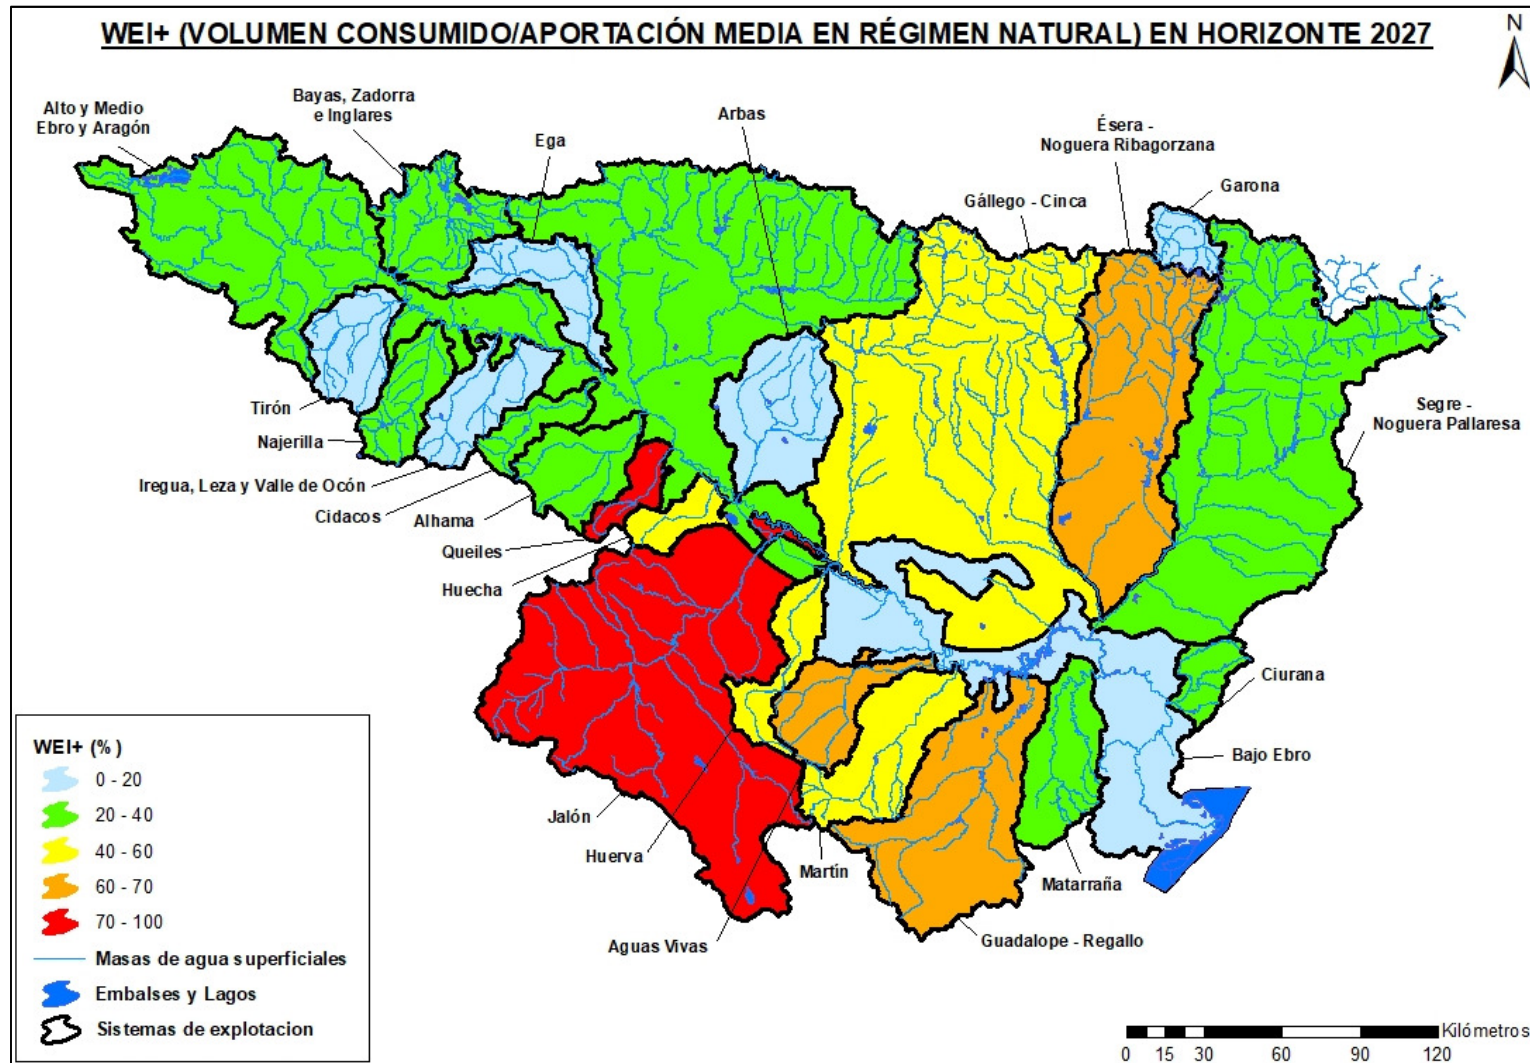 WEI+ (VOLUMEN CONSUMIDO/APORTACIÓN MEDIA EN RÉGIMEN NATURAL) EN HORIZONTE 2027
N
Alto y Medio
Ebro y Aragón
Bayas, Zadorra
e Inglares
Ega
Arbas
Ésera -
Noguera Ribagorzana
Garona
Gállego - Cinca
Tirón
Najerilla
Segre -
Noguera Pallaresa
Iregua, Leza y Valle de Ocón
Cidacos
Alhama
Queiles
Huecha
Ciurana
Bajo Ebro
Jalón
Huerva
Martín
Matarraña
Aguas Vivas
Guadalope - Regallo
WEI+ (%)
0 - 20
20 - 40
40 - 60
60 - 70
70 - 100
Masas de agua superficiales
Embalses y Lagos
Sistemas de explotacion
Kilómetros
0 15 30 60 90 120